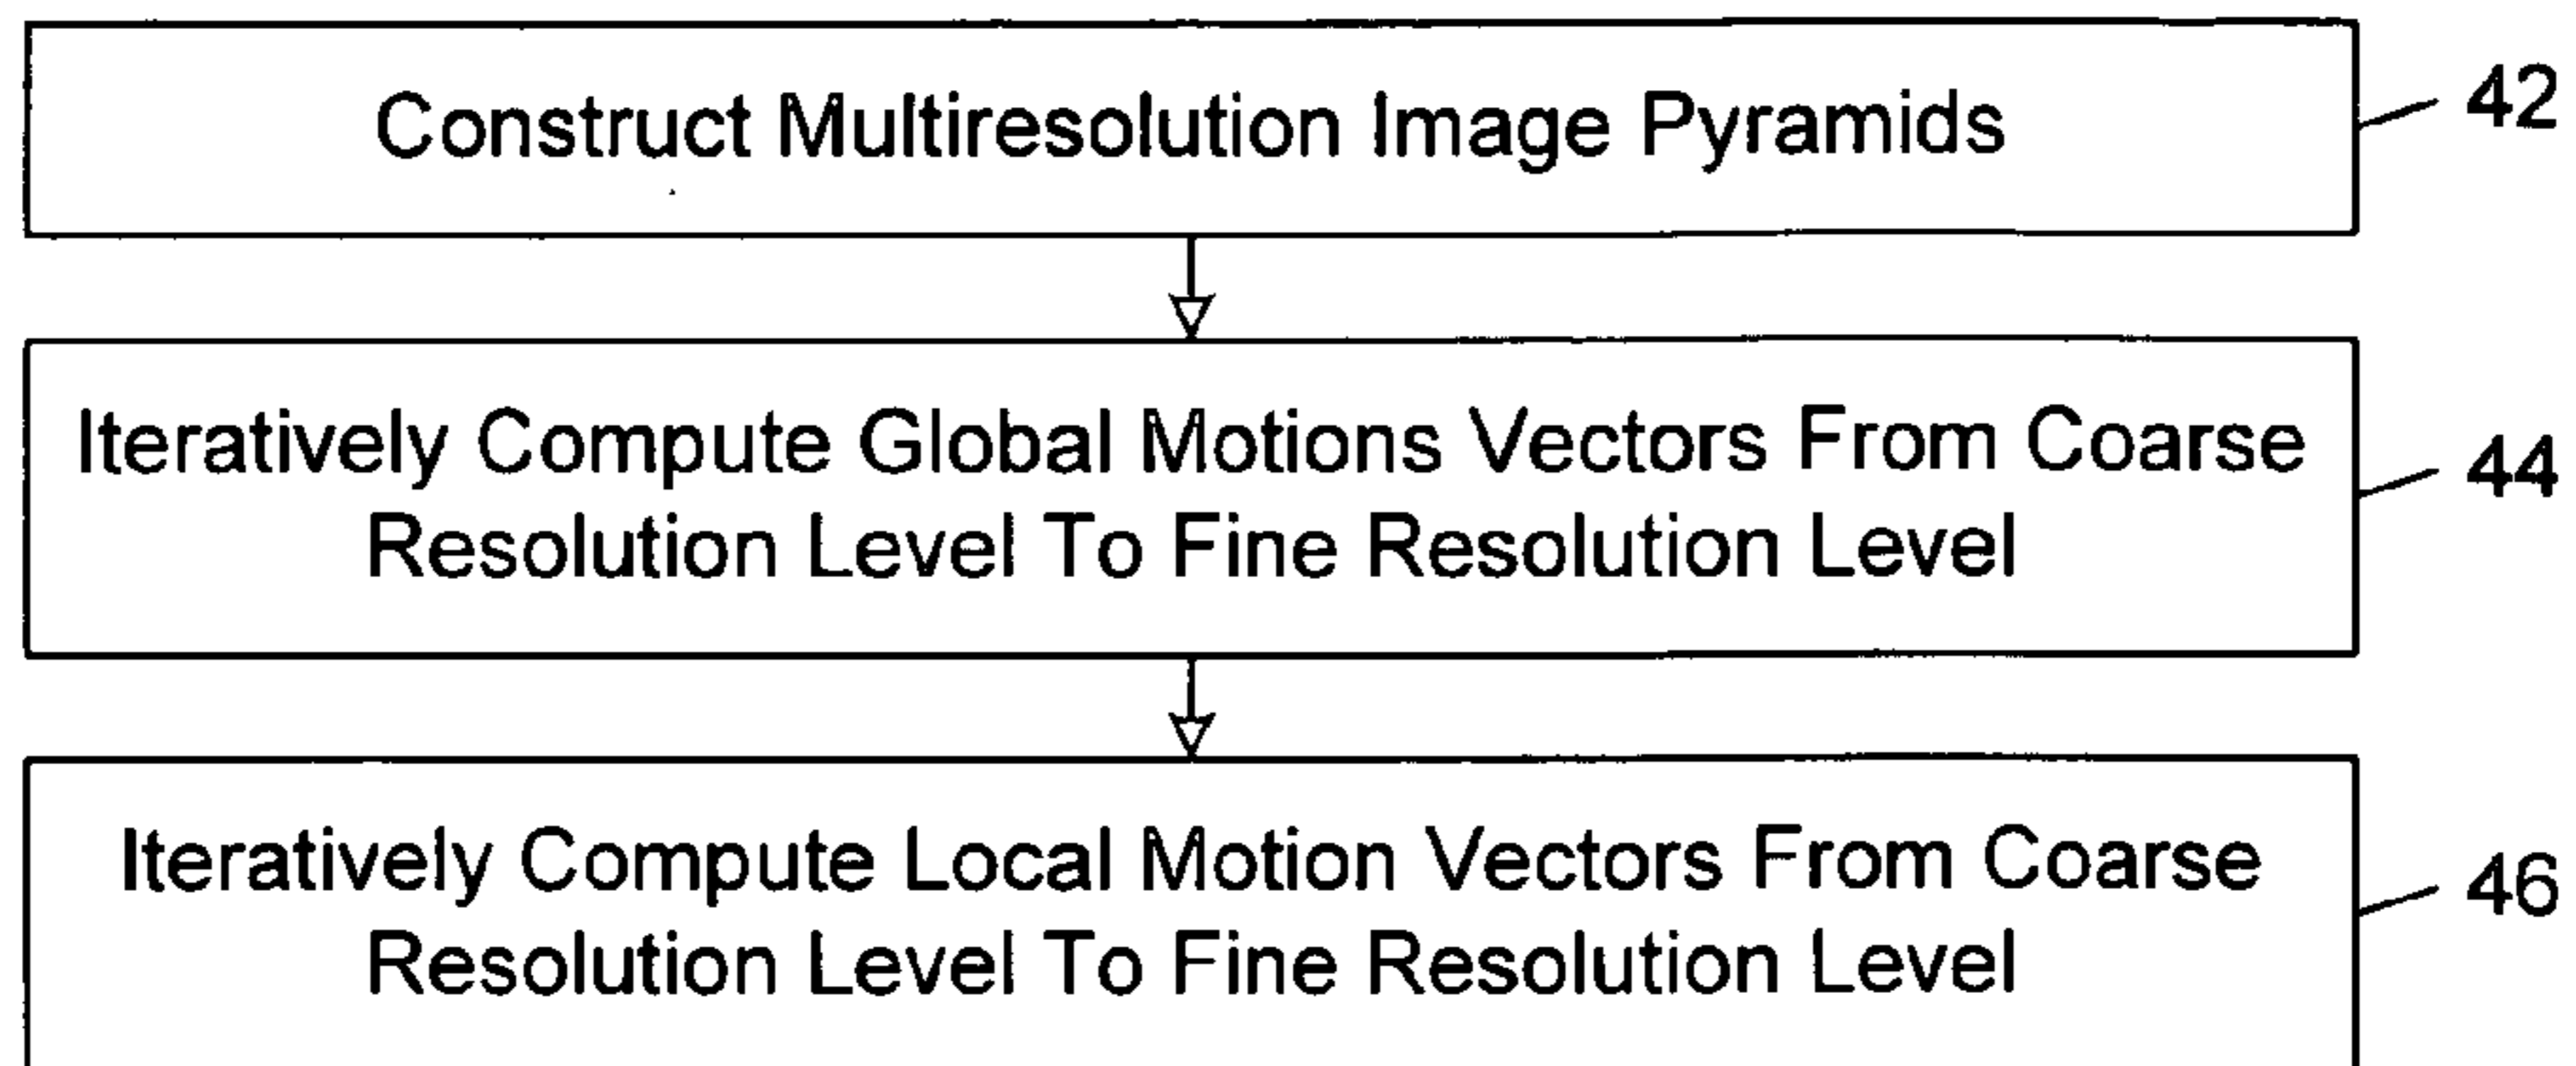 Construct Multiresolution Image Pyramids
42
Iteratively Compute Global Motions Vectors From Coarse
Resolution Level To Fine Resolution Level
44
Iteratively Compute Local Motion Vectors From Coarse
Resolution Level To Fine Resolution Level
46